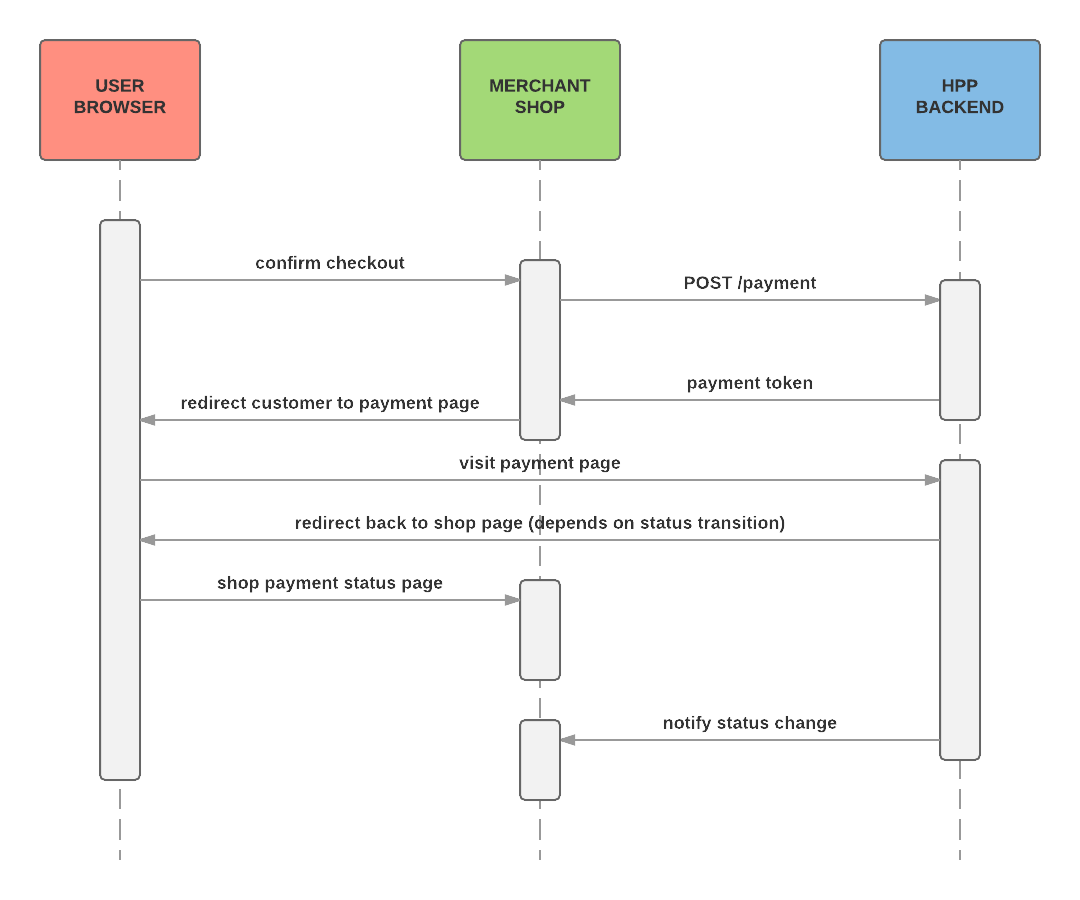 USER
BROWSER
MERCHANT
SHOP
HPP
BACKEND
confirm checkout
POST /payment
payment token
redirect customer to payment page
visit payment page
redirect back to shop page (depends on status transition)
shop payment status page
notify status change